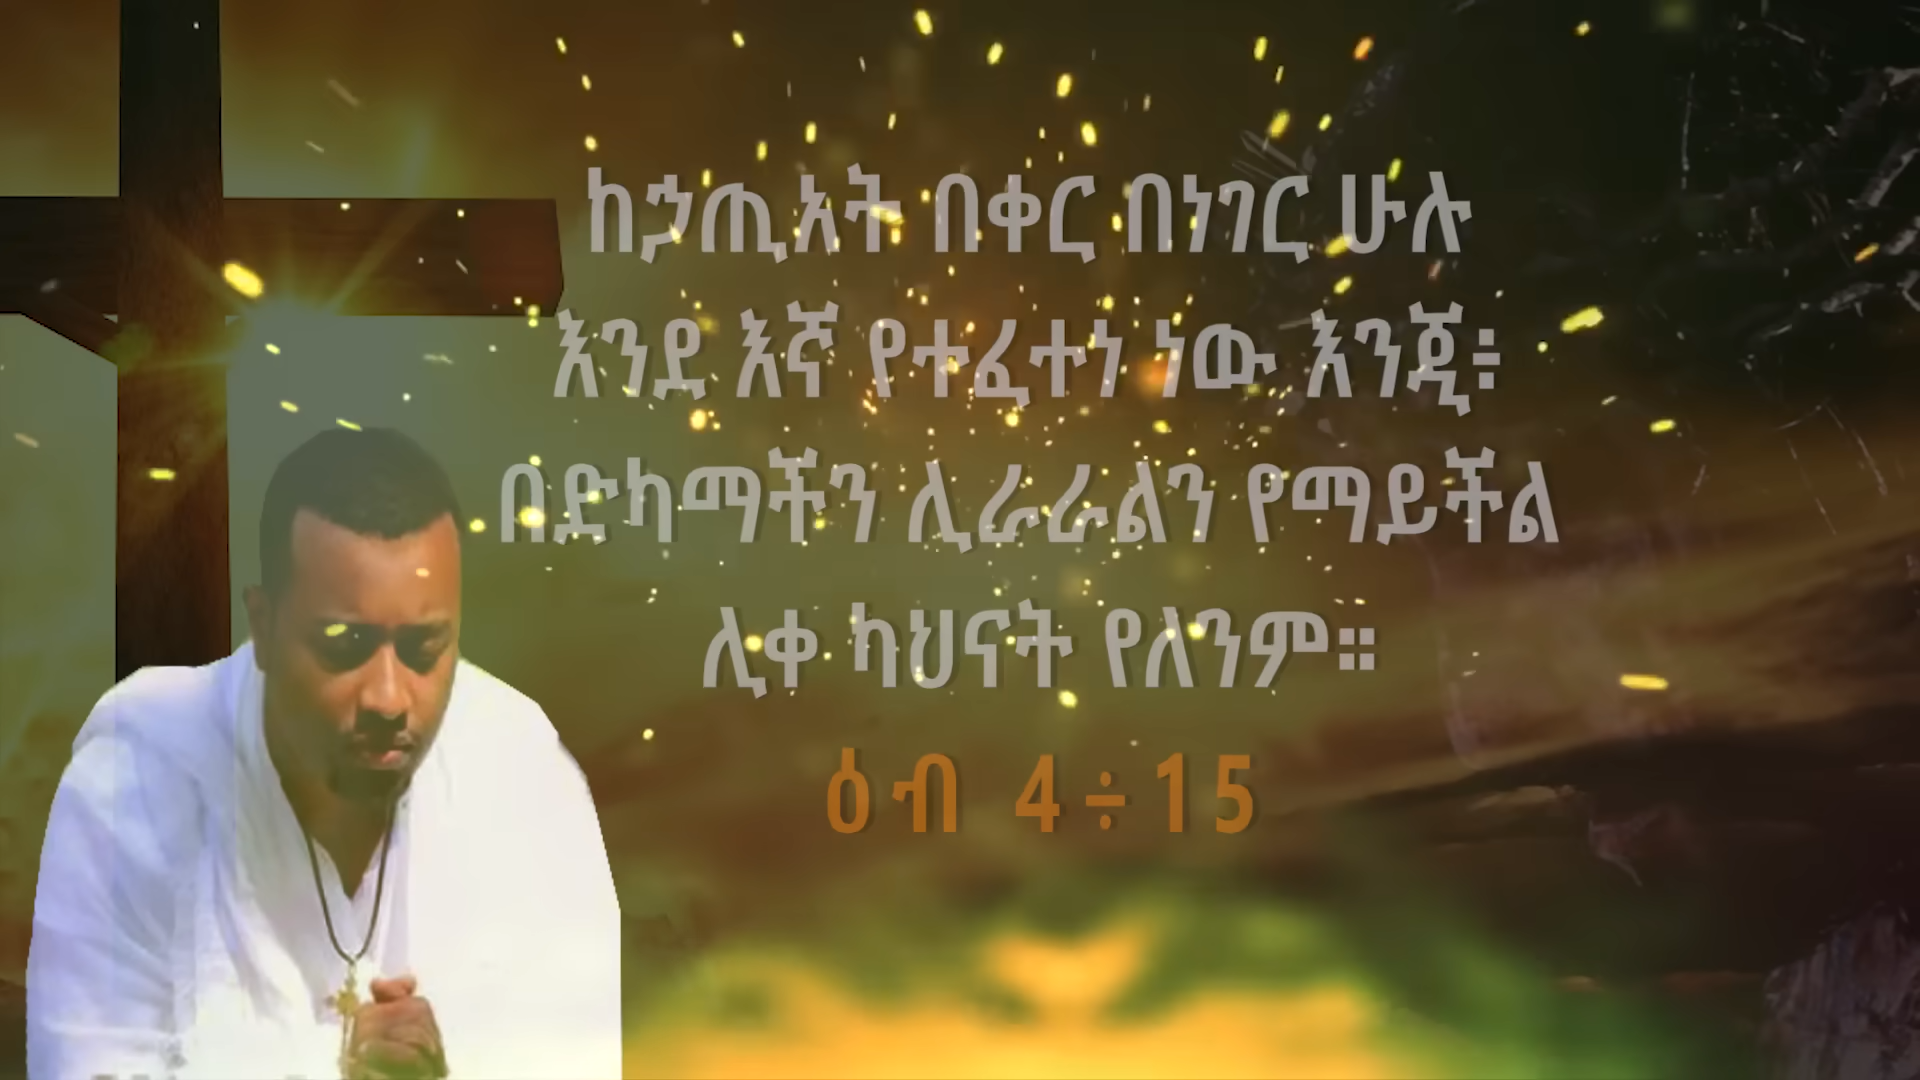 ከኃጢአት በቀር በነገር ሁሉ
እንደ እኛ የተፈተነ ነው እንጂ፥
በድካማችን ሊራራልን የማይችል
ሊቀ ካህናት የለንም።
ዕብ 4÷15